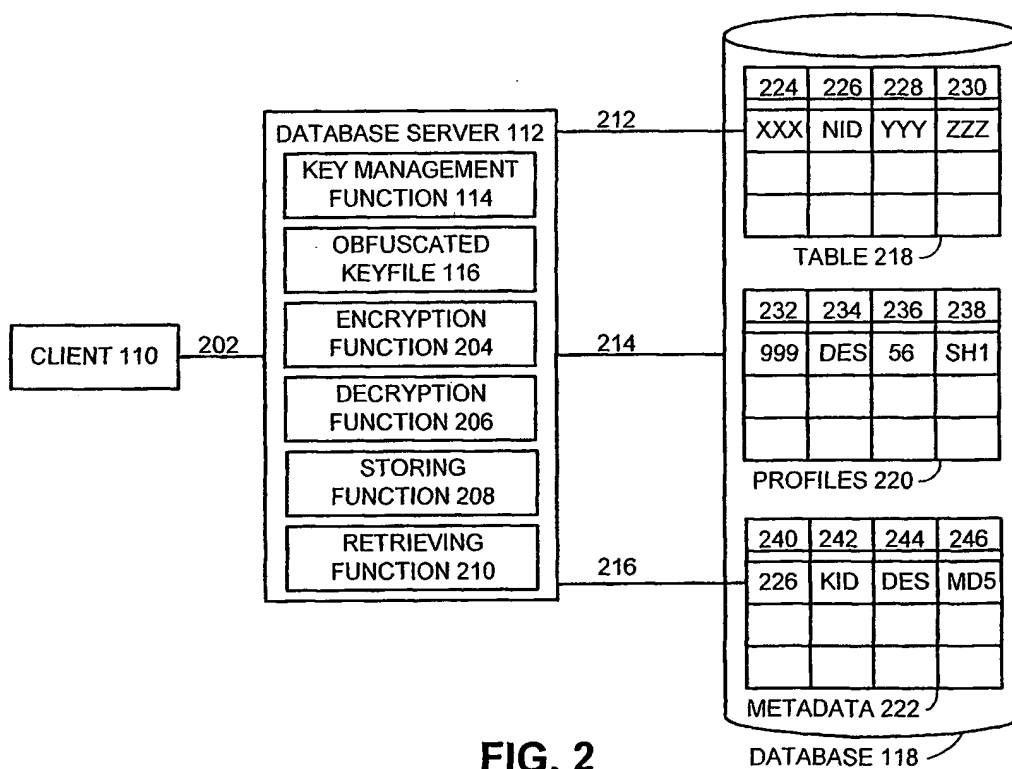 224 226 228 230
XXX NID YYY ZZZ
TABLE 218
DATABASE SERVER 112
KEY MANAGEMENT
FUNCTION 114
OBFUSCATED
KEYFILE 116
ENCRYPTION
FUNCTION 204
DECRYPTION
FUNCTION 206
STORING
FUNCTION 208
RETRIEVING
FUNCTION 210
CLIENT 110
202
212
214
216
232 234 236 238
999 DES 56 SH1
PROFILES 220
240 242 244 246
226 KID DES MD5
METADATA 222
DATABASE 118
FIG. 2